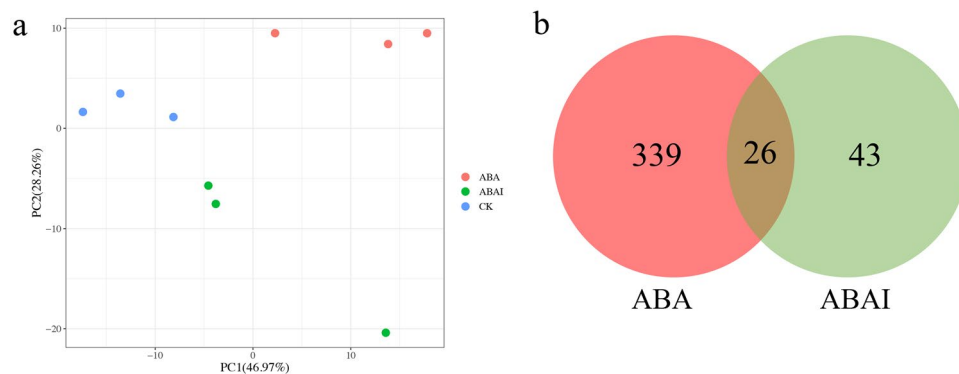 a
10
0
−10
−20
PC2(28.26%)
−10
0
10
PC1(46.97%)
ABA
ABAI
CK
b
339
26
43
ABA
ABAI